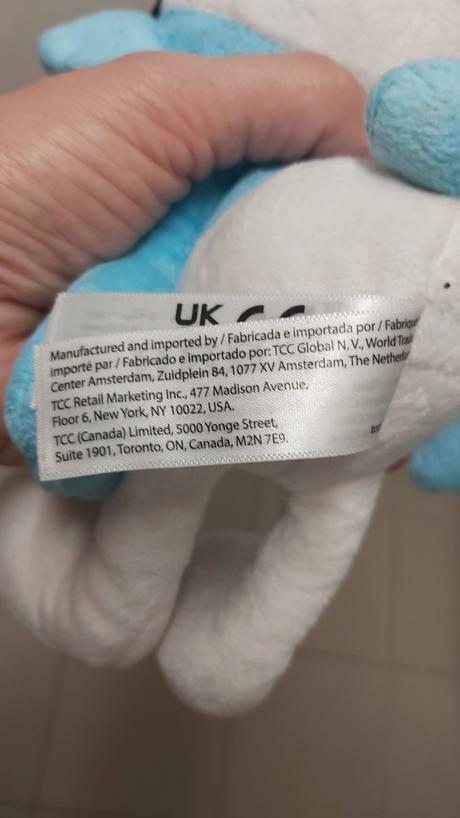 UK
Manufactured and imported by / Fabricada e importada por / Fabriqu
importé par / Fabricado e importado por: TCC Global N. V., World Trad
Center Amsterdam, Zuidplein 84, 1077 XV Amsterdam, The Netherlan
TCC Retail Marketing Inc., 477 Madison Avenue,
Floor 6, New York, NY 10022, USA.
TCC (Canada) Limited, 5000 Yonge Street,
Suite 1901, Toronto, ON, Canada, M2N 7E9.